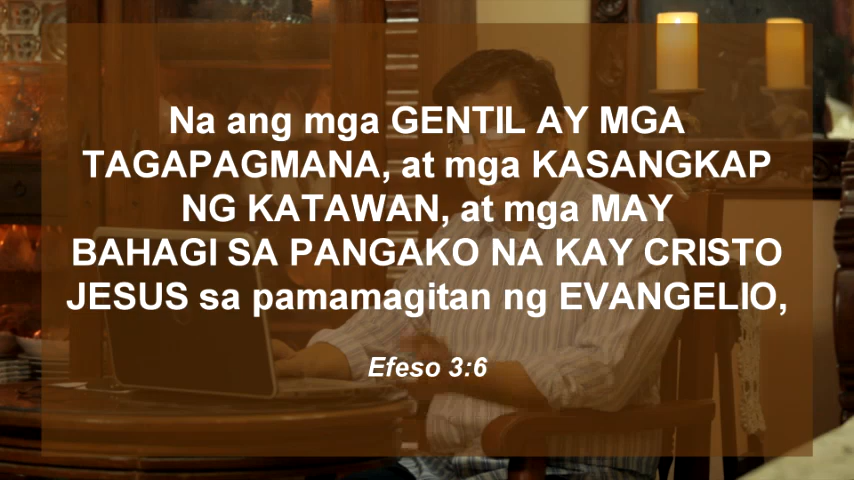 Na ang mga GENTIL AY MGA
TAGAPAGMANA, at mga KASANGKAP
NG KATAWAN, at mga MAY
BAHAGI SA PANGAKO NA KAY CRISTO
JESUS sa pamamagitan ng EVANGELIO,
Efeso 3:6